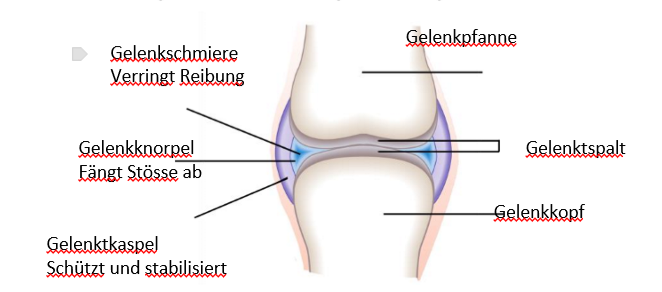 Gelenkpfanne
Gelenkschmiere
Verringt Reibung
Gelenkknorpel
Fängt Stösse ab
Gelenktspalt
Gelenkkopf
Gelenktkaspel
Schützt und stabilisiert